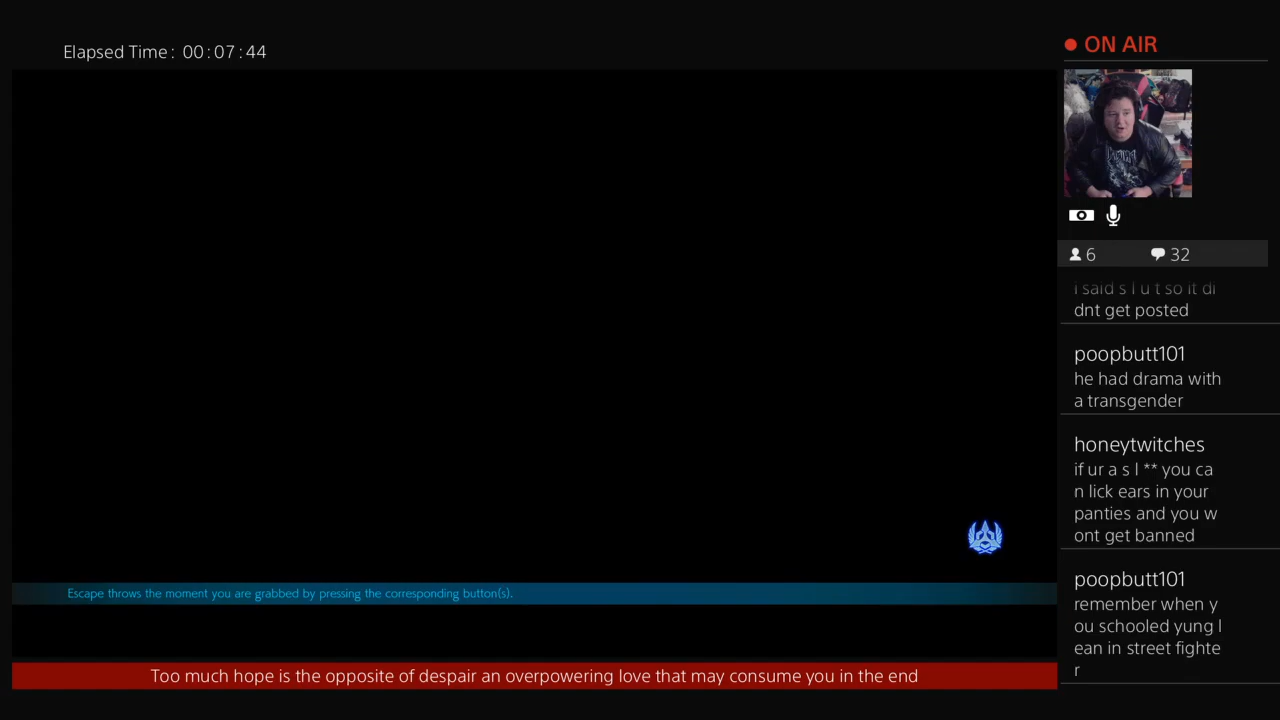 Elapsed Time: 00:07:44
ON AIR
6 32
i said s l u t so it di
dnt get posted
poopbutt101
he had drama with
a transgender
honeytwitches
if ur a s l ** you ca
n lick ears in your
panties and you w
ont get banned
poopbutt101
remember when y
ou schooled yung l
ean in street fighte
r
Escape throws the moment you are grabbed by pressing the corresponding button(s).
Too much hope is the opposite of despair an overpowering love that may consume you in the end